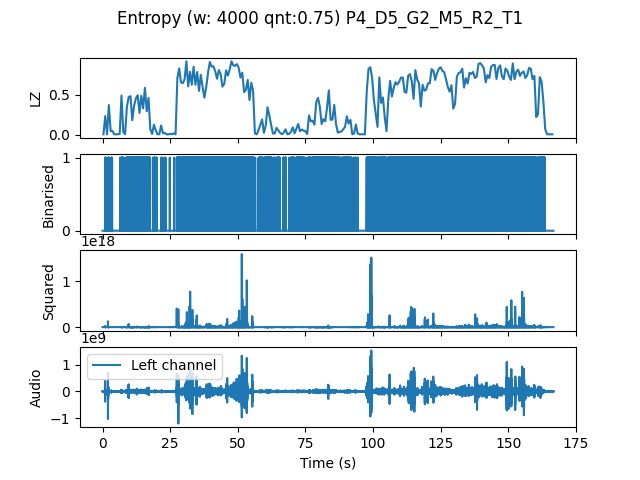 Entropy (w: 4000 qnt:0.75) P4_D5_G2_M5_R2_T1
LZ
0.5
0.0
Binarised
1
0
1e18
Squared
1
0
1e9
Audio
1
0
−1
Left channel
0 25 50 75 100 125 150 175
Time (s)